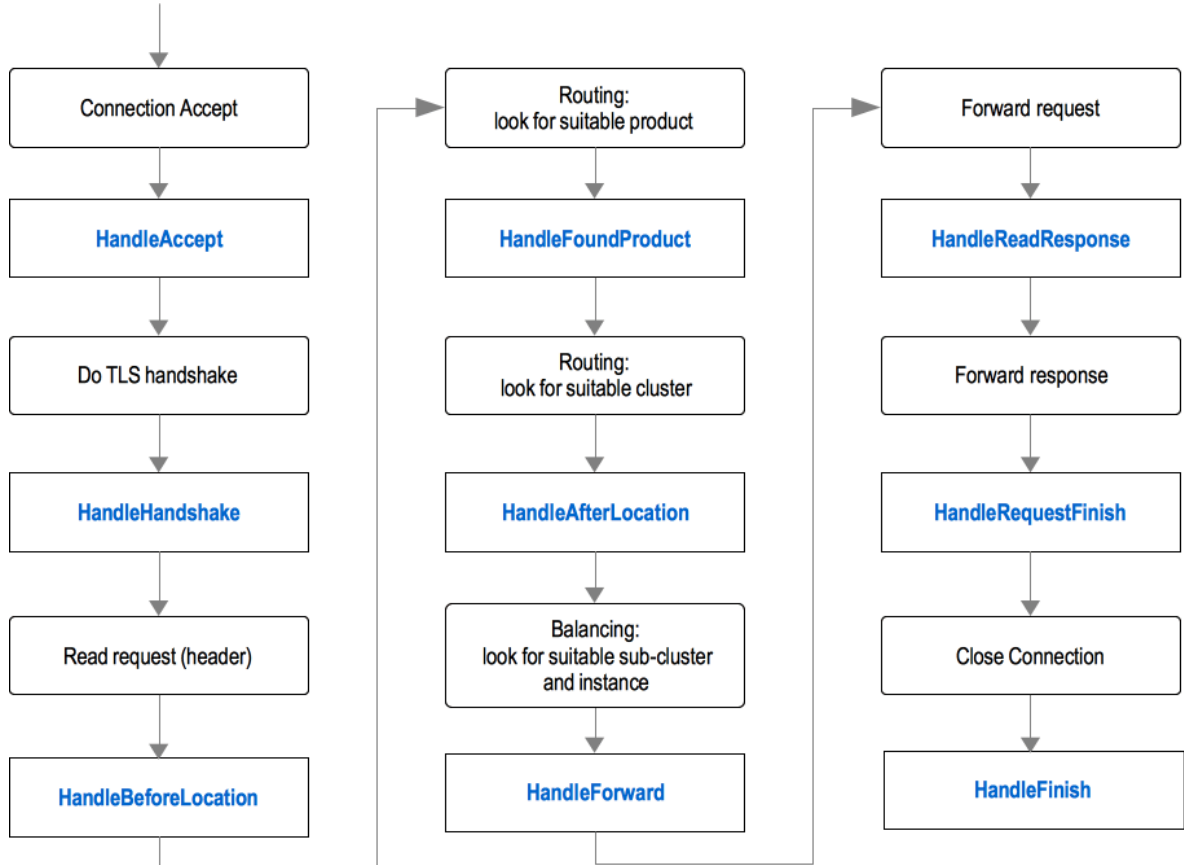 Connection Accept
HandleAccept
Do TLS handshake
HandleHandshake
Read request (header)
HandleBeforeLocation
Routing:
look for suitable product
HandleFoundProduct
Routing:
look for suitable cluster
HandleAfterLocation
Balancing:
look for suitable sub-cluster
and instance
HandleForward
Forward request
HandleReadResponse
Forward response
HandleRequestFinish
Close Connection
HandleFinish